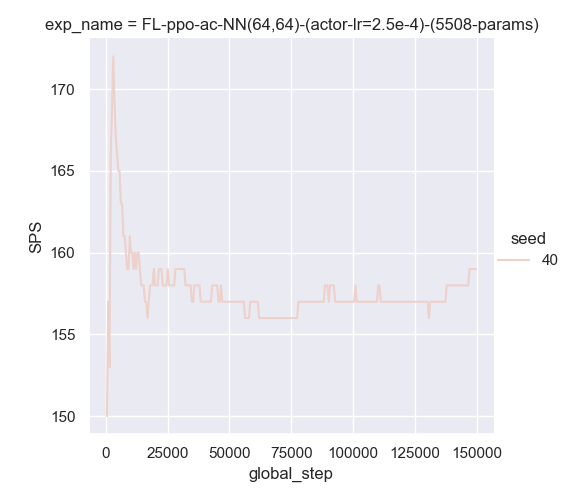 exp_name = FL-ppo-ac-NN(64,64)-(actor-lr=2.5e-4)-(5508-params)
170
165
160
155
150
SPS
0 25000 50000 75000 100000 125000 150000
global_step
seed
40